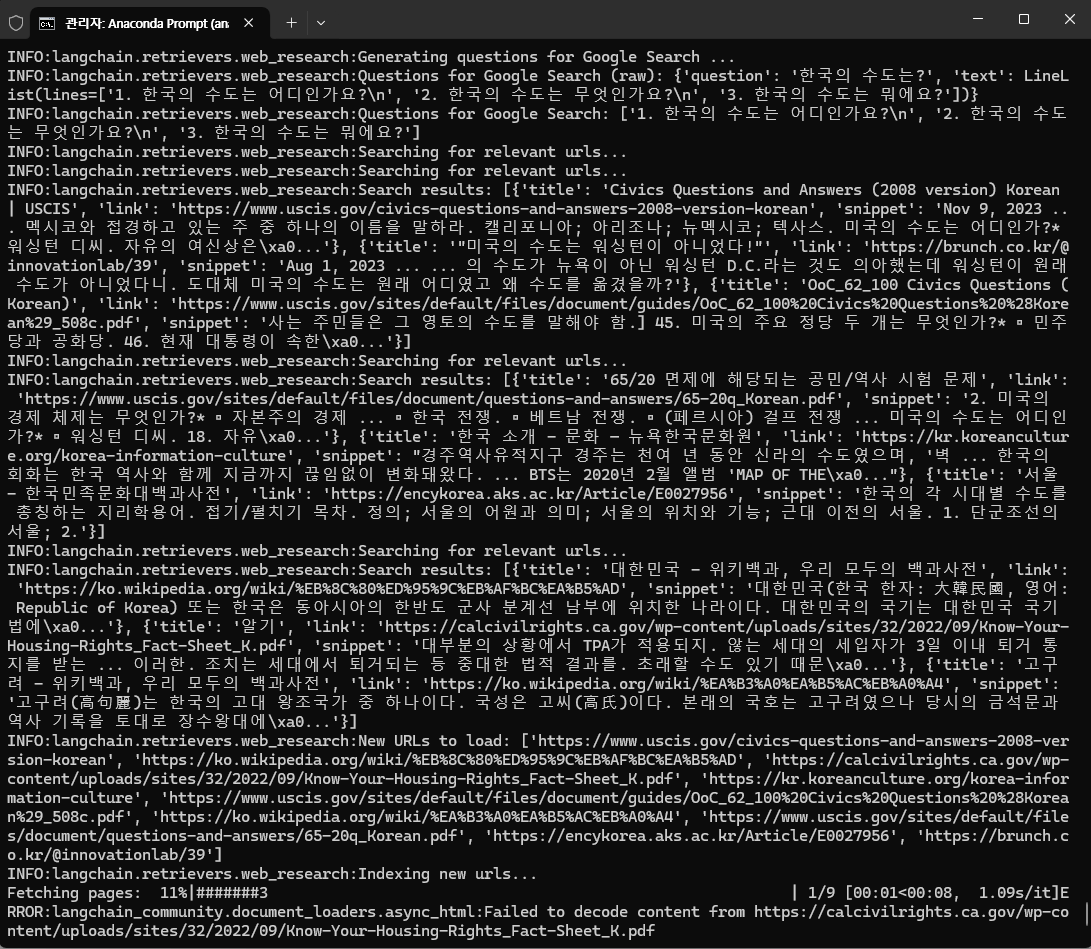 관리자: Anaconda Prompt (an
INFO:langchain.retrievers.web_research:Generating questions for Google Search ...
INFO:langchain.retrievers.web_research:Questions for Google Search (raw): {'question': '한국의 수도는?', 'text': LineL
ist(lines=['1. 한국의 수도는 어디인가요?\n', '2. 한국의 수도는 무엇인가요?\n', '3. 한국의 수도는 뭐에요?'])}
INFO:langchain.retrievers.web_research:Questions for Google Search: ['1. 한국의 수도는 어디인가요?\n', '2. 한국의 수도
는 무엇인가요?\n', '3. 한국의 수도는 뭐에요?']
INFO:langchain.retrievers.web_research:Searching for relevant urls...
INFO:langchain.retrievers.web_research:Searching for relevant urls...
INFO:langchain.retrievers.web_research:Search results: [{'title': 'Civics Questions and Answers (2008 version) Korean
| USCIS', 'link': 'https://www.uscis.gov/civics-questions-and-answers-2008-version-korean', 'snippet': 'Nov 9, 2023 ..
. 멕시코와 접경하고 있는 주 중 하나의 이름을 말하라. 캘리포니아; 아리조나; 뉴멕시코; 텍사스. 미국의 수도는 어디인가?*
워싱턴 디씨. 자유의 여신상은\xa0...'}, {'title': '"미국의 수도는 워싱턴이 아니었다!"', 'link': 'https://brunch.co.kr/@
innovationlab/39', 'snippet': 'Aug 1, 2023 ... ... 의 수도가 뉴욕이 아닌 워싱턴 D.C.라는 것도 의아했는데 워싱턴이 원래
수도가 아니었다니. 도대체 미국의 수도는 원래 어디였고 왜 수도를 옮겼을까?'}, {'title': 'OoC_62_100 Civics Questions (
Korean)', 'link': 'https://www.uscis.gov/sites/default/files/document/guides/OoC_62_100%20Civics%20Questions%20%28Kore
an%29_508c.pdf', 'snippet': '사는 주민들은 그 영토의 수도를 말해야 함.] 45. 미국의 주요 정당 두 개는 무엇인가?* ▪ 민주
당과 공화당. 46. 현재 대통령이 속한\xa0...'}]
INFO:langchain.retrievers.web_research:Searching for relevant urls...
INFO:langchain.retrievers.web_research:Search results: [{'title': '65/20 면제에 해당되는 공민/역사 시험 문제', 'link':
'https://www.uscis.gov/sites/default/files/document/questions-and-answers/65-20q_Korean.pdf', 'snippet': '2. 미국의
경제 체제는 무엇인가?* ▪ 자본주의 경제 ... ▪ 한국 전쟁. ▪ 베트남 전쟁. ▪ (페르시아) 걸프 전쟁 ... 미국의 수도는 어디인
가?* ▪ 워싱턴 디씨. 18. 자유\xa0...'}, {'title': '한국 소개 - 문화 - 뉴욕한국문화원', 'link': 'https://kr.koreancultur
e.org/korea-information-culture', 'snippet': "경주역사유적지구 경주는 천여 년 동안 신라의 수도였으며, '벽 ... 한국의
회화는 한국 역사와 함께 지금까지 끊임없이 변화돼왔다. ... BTS는 2020년 2월 앨범 'MAP OF THE\xa0..."}, {'title': '서울
- 한국민족문화대백과사전', 'link': 'https://encykorea.aks.ac.kr/Article/E0027956', 'snippet': '한국의 각 시대별 수도를
총칭하는 지리학용어. 접기/펼치기 목차. 정의; 서울의 어원과 의미; 서울의 위치와 기능; 근대 이전의 서울. 1. 단군조선의
서울; 2.'}]
INFO:langchain.retrievers.web_research:Searching for relevant urls...
INFO:langchain.retrievers.web_research:Search results: [{'title': '대한민국 - 위키백과, 우리 모두의 백과사전', 'link':
'https://ko.wikipedia.org/wiki/%EB%8C%80%ED%95%9C%EB%AF%BC%EA%B5%AD', 'snippet': '대한민국(한국 한자: 大韓民國, 영어:
Republic of Korea) 또는 한국은 동아시아의 한반도 군사 분계선 남부에 위치한 나라이다. 대한민국의 국기는 대한민국 국기
법에\xa0...'}, {'title': '알기', 'link': 'https://calcivilrights.ca.gov/wp-content/uploads/sites/32/2022/09/Know-Your-
Housing-Rights_Fact-Sheet_K.pdf', 'snippet': '대부분의 상황에서 TPA가 적용되지. 않는 세대의 세입자가 3일 이내 퇴거 통
지를 받는 ... 이러한. 조치는 세대에서 퇴거되는 등 중대한 법적 결과를. 초래할 수도 있기 때문\xa0...'}, {'title': '고구
려 - 위키백과, 우리 모두의 백과사전', 'link': 'https://ko.wikipedia.org/wiki/%EA%B3%A0%EA%B5%AC%EB%A0%A4', 'snippet':
'고구려(高句麗)는 한국의 고대 왕조국가 중 하나이다. 국성은 고씨(高氏)이다. 본래의 국호는 고구려였으나 당시의 금석문과
역사 기록을 토대로 장수왕대에\xa0...'}]
INFO:langchain.retrievers.web_research:New URLs to load: ['https://www.uscis.gov/civics-questions-and-answers-2008-ver
sion-korean', 'https://ko.wikipedia.org/wiki/%EB%8C%80%ED%95%9C%EB%AF%BC%EA%B5%AD', 'https://calcivilrights.ca.gov/wp-
content/uploads/sites/32/2022/09/Know-Your-Housing-Rights_Fact-Sheet_K.pdf', 'https://kr.koreanculture.org/korea-infor
mation-culture', 'https://www.uscis.gov/sites/default/files/document/guides/OoC_62_100%20Civics%20Questions%20%28Korea
n%29_508c.pdf', 'https://ko.wikipedia.org/wiki/%EA%B3%A0%EA%B5%AC%EB%A0%A4', 'https://www.uscis.gov/sites/default/file
s/document/questions-and-answers/65-20q_Korean.pdf', 'https://encykorea.aks.ac.kr/Article/E0027956', 'https://brunch.c
o.kr/@innovationlab/39']
INFO:langchain.retrievers.web_research:Indexing new urls...
Fetching pages:  11%|#######3 | 1/9 [00:01<00:08,  1.09s/it]E
RROR:langchain_community.document_loaders.async_html:Failed to decode content from https://calcivilrights.ca.gov/wp-co
ntent/uploads/sites/32/2022/09/Know-Your-Housing-Rights_Fact-Sheet_K.pdf